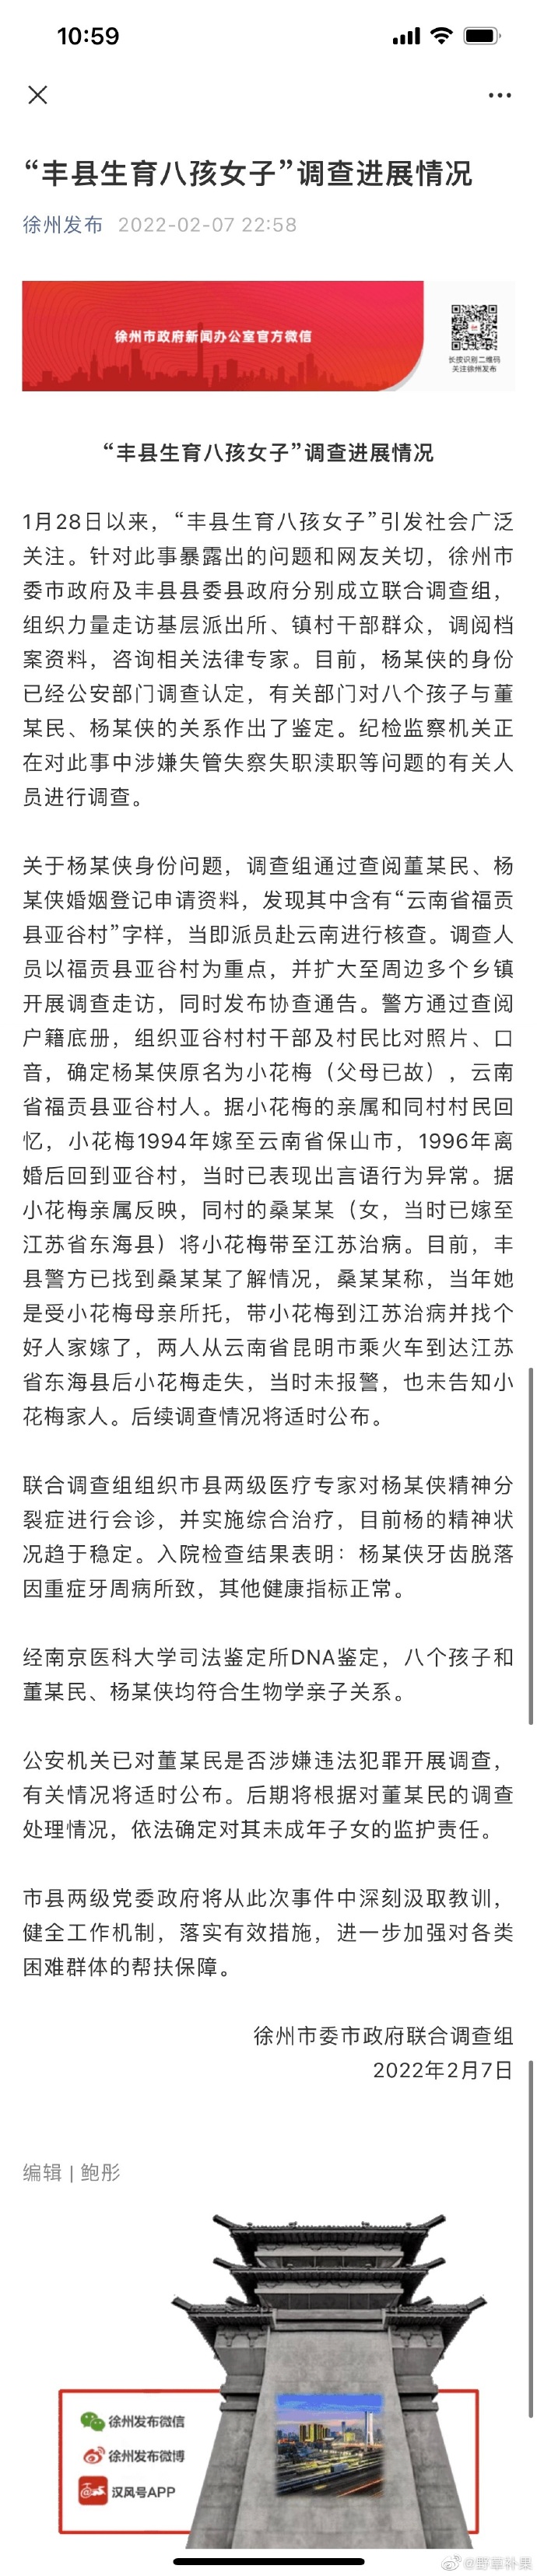 10:59
“丰县生育八孩女子”调查进展情况
徐州发布 2022-02-07 22:58
徐州市政府新闻办公室官方微信
长按识别二维码
关注徐州发布
“丰县生育八孩女子”调查进展情况
1月28日以来，“丰县生育八孩女子”引发社会广泛
关注。针对此事暴露出的问题和网友关切，徐州市
委市政府及丰县县委县政府分别成立联合调查组，
组织力量走访基层派出所、镇村干部群众，调阅档
案资料，咨询相关法律专家。目前，杨某侠的身份
已经公安部门调查认定，有关部门对八个孩子与董
某民、杨某侠的关系作出了鉴定。纪检监察机关正
在对此事中涉嫌失管失察失职渎职等问题的有关人
员进行调查。
关于杨某侠身份问题，调查组通过查阅董某民、杨
某侠婚姻登记申请资料，发现其中含有“云南省福贡
县亚谷村”字样，当即派员赴云南进行核查。调查人
员以福贡县亚谷村为重点，并扩大至周边多个乡镇
开展调查走访，同时发布协查通告。警方通过查阅
户籍底册，组织亚谷村村干部及村民比对照片、口
音，确定杨某侠原名为小花梅（父母已故），云南
省福贡县亚谷村人。据小花梅的亲属和同村村民回
忆，小花梅1994年嫁至云南省保山市，1996年离
婚后回到亚谷村，当时已表现出言语行为异常。据
小花梅亲属反映，同村的桑某某（女，当时已嫁至
江苏省东海县）将小花梅带至江苏治病。目前，丰
县警方已找到桑某某了解情况，桑某某称，当年她
是受小花梅母亲所托，带小花梅到江苏治病并找个
好人家嫁了，两人从云南省昆明市乘火车到达江苏
省东海县后小花梅走失，当时未报警，也未告知小
花梅家人。后续调查情况将适时公布。
联合调查组组织市县两级医疗专家对杨某侠精神分
裂症进行会诊，并实施综合治疗，目前杨的精神状
况趋于稳定。入院检查结果表明：杨某侠牙齿脱落
因重症牙周病所致，其他健康指标正常。
经南京医科大学司法鉴定所DNA鉴定，八个孩子和
董某民、杨某侠均符合生物学亲子关系。
公安机关已对董某民是否涉嫌违法犯罪开展调查，
有关情况将适时公布。后期将根据对董某民的调查
处理情况，依法确定对其未成年子女的监护责任。
市县两级党委政府将从此次事件中深刻汲取教训，
健全工作机制，落实有效措施，进一步加强对各类
困难群体的帮扶保障。
徐州市委市政府联合调查组
2022年2月7日
编辑 | 鲍彤
徐州发布微信
徐州发布微博
汉风号APP